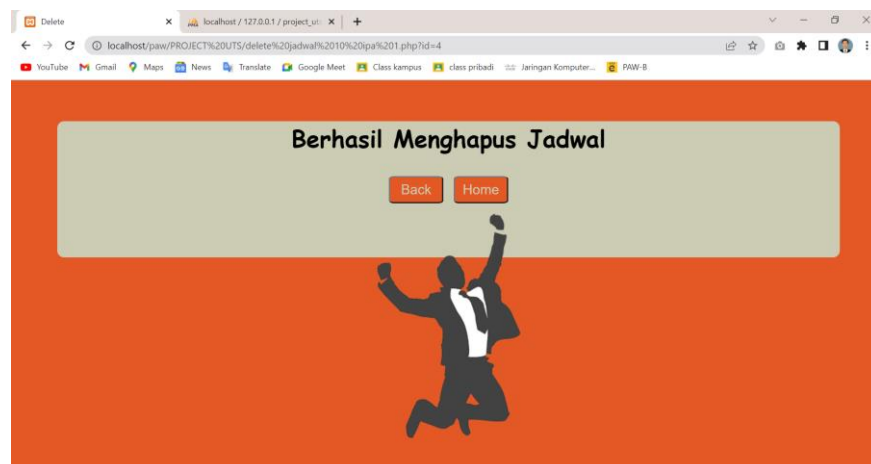 Delete
localhost / 127.0.0.1 / project_ut
localhost/paw/PROJECT%20UTS/delete%20jadwal%2010%20ipa%201.php?id=4
YouTube Gmail Maps News Translate Google Meet Class kampus class pribadi Jaringan Komputer... PAW-B
Berhasil Menghapus Jadwal
Back Home